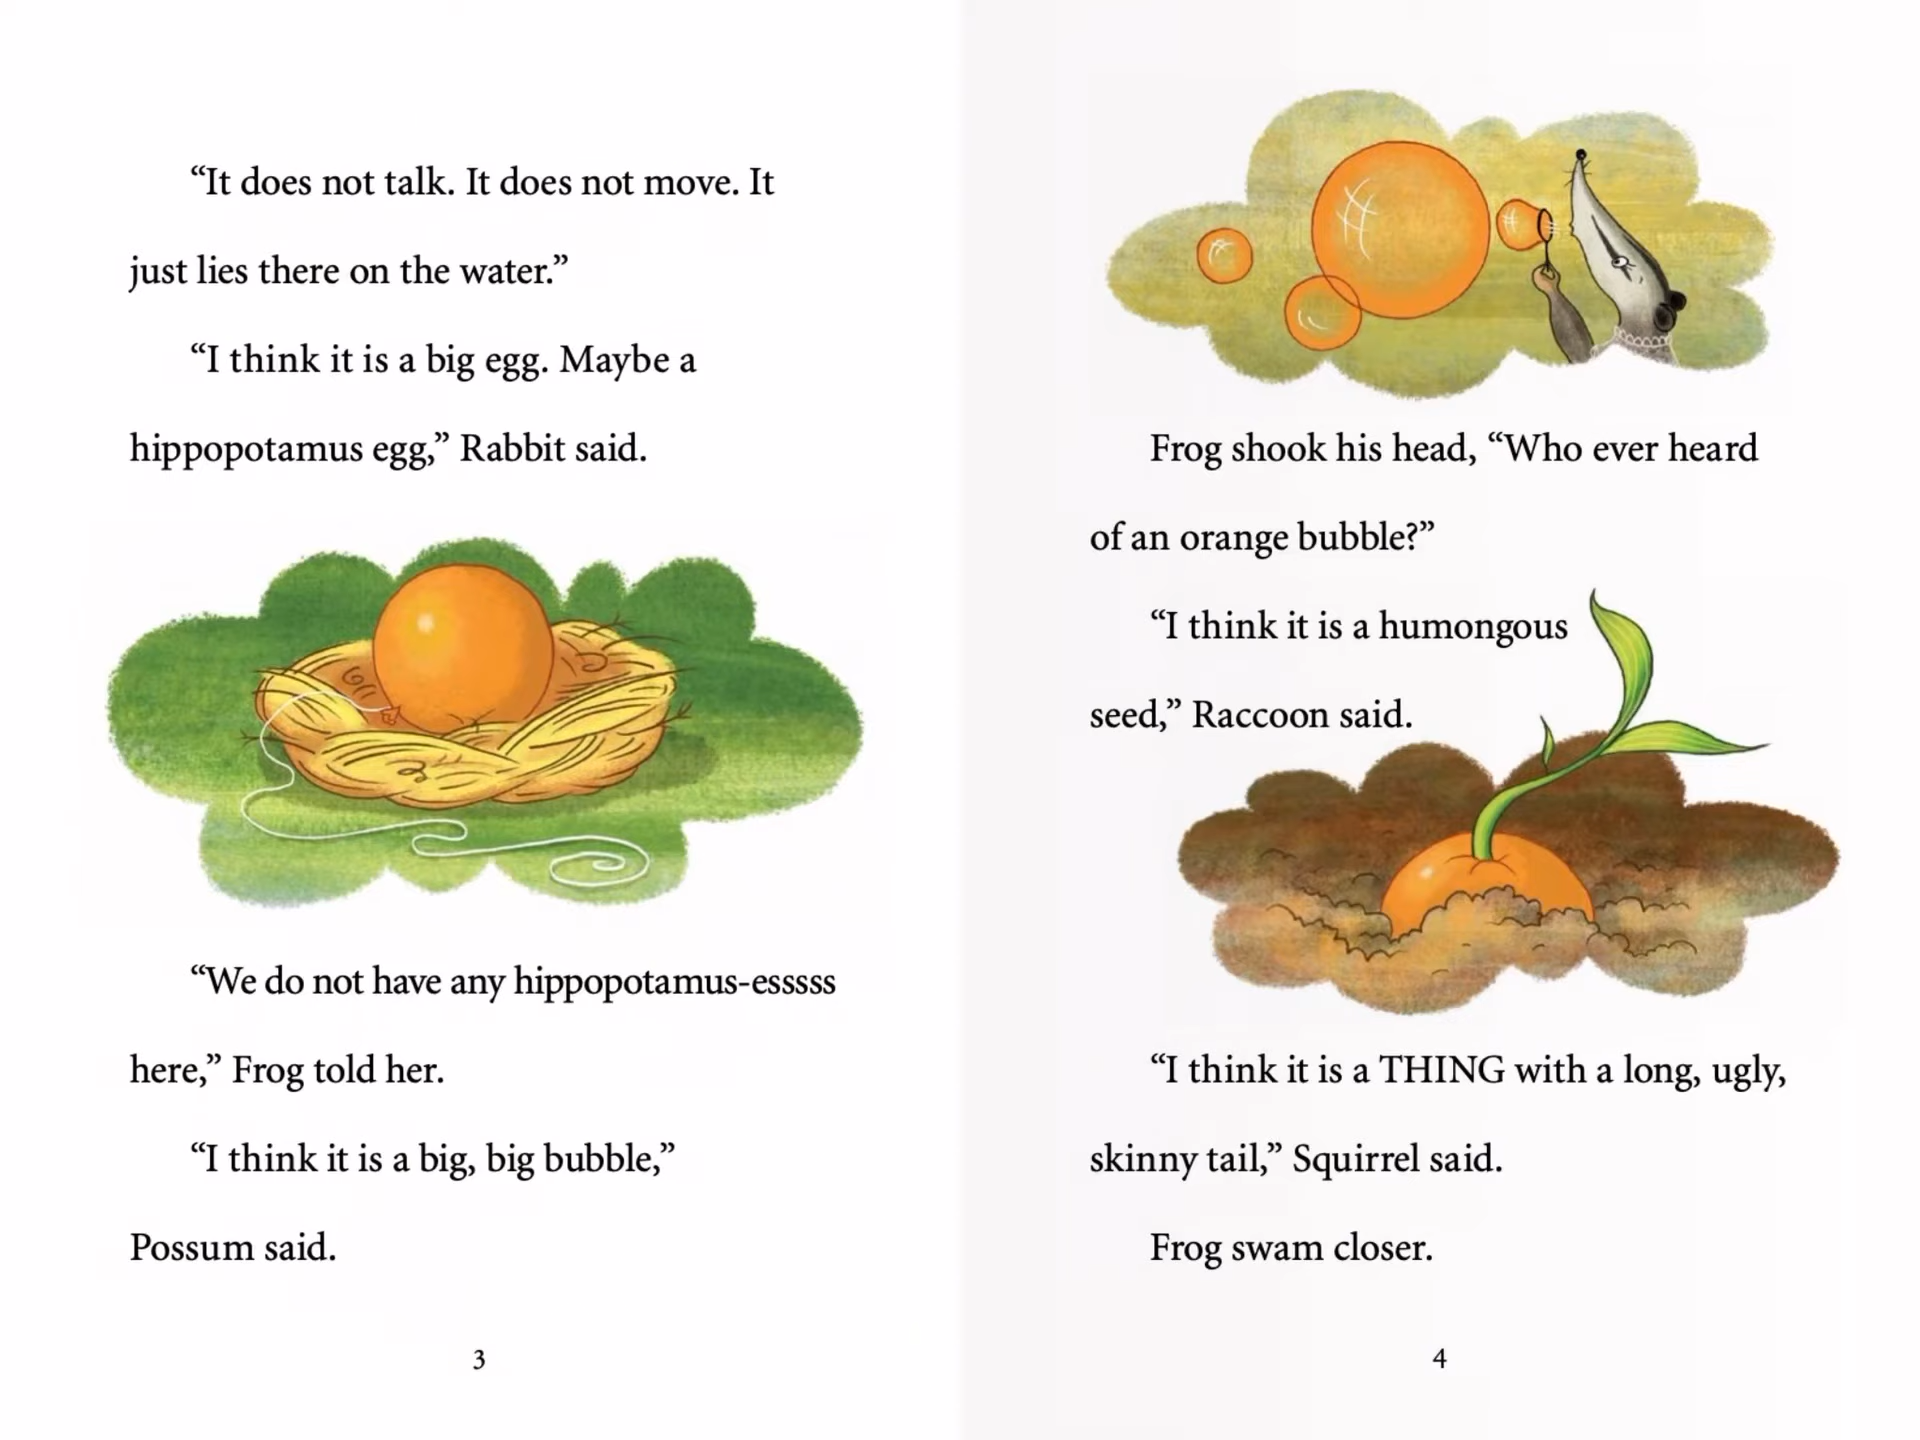 “It does not talk. It does not move. It
just lies there on the water.”
“I think it is a big egg. Maybe a
hippopotamus egg,” Rabbit said.
“We do not have any hippopotamus-esssss
here,” Frog told her.
“I think it is a big, big bubble,”
Possum said.
3
Frog shook his head, “Who ever heard
of an orange bubble?”
“I think it is a humongous
seed,” Raccoon said.
“I think it is a THING with a long, ugly,
skinny tail,” Squirrel said.
Frog swam closer.
4